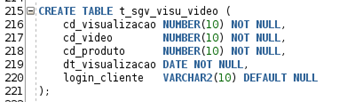 215 CREATE TABLE t_sgv_visu_video (
216 cd_visualizacao NUMBER(10) NOT NULL,
217 cd_video NUMBER(10) NOT NULL,
218 cd_produto NUMBER(10) NOT NULL,
219 dt_visualizacao DATE NOT NULL,
220 login_cliente VARCHAR2(10) DEFAULT NULL
221 );